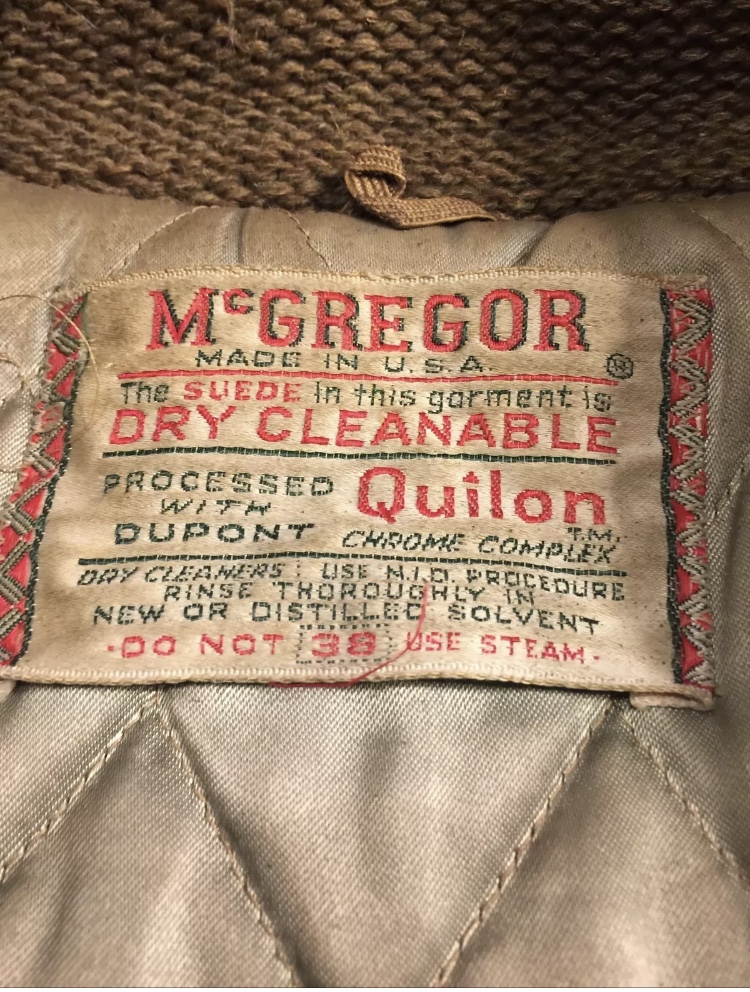 McGREGOR
MADE IN U.S.A. ®
The SUEDE in this garment is
DRY CLEANABLE
PROCESSED WITH DUPONT Quilon T.M.
CHROME COMPLEX
DRY CLEANERS: USE N.I.D. PROCEDURE
RINSE THOROUGHLY IN
NEW OR DISTILLED SOLVENT
·DO NOT 38 USE STEAM·